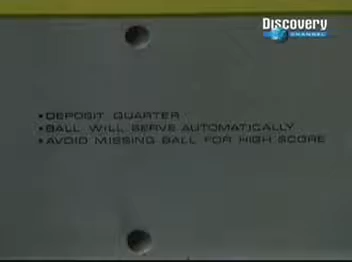 Discovery
CHANNEL
•DEPOSIT QUARTER
•BALL WILL SERVE AUTOMATICALLY
•AVOID MISSING BALL FOR HIGH SCORE